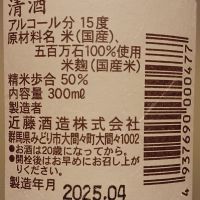 清酒
アルコール分 15度
原材料名 米(国産)、
五百万石100%使用
米麹(国産米)
精米歩合 50%
内容量 300ml
製造者
近藤酒造株式会社
群馬県みどり市大間々町大間々1002
●お酒は20歳になってから。
●開栓後はお早めにお召し上がりください。
製造年月 2025.04
4937690000477